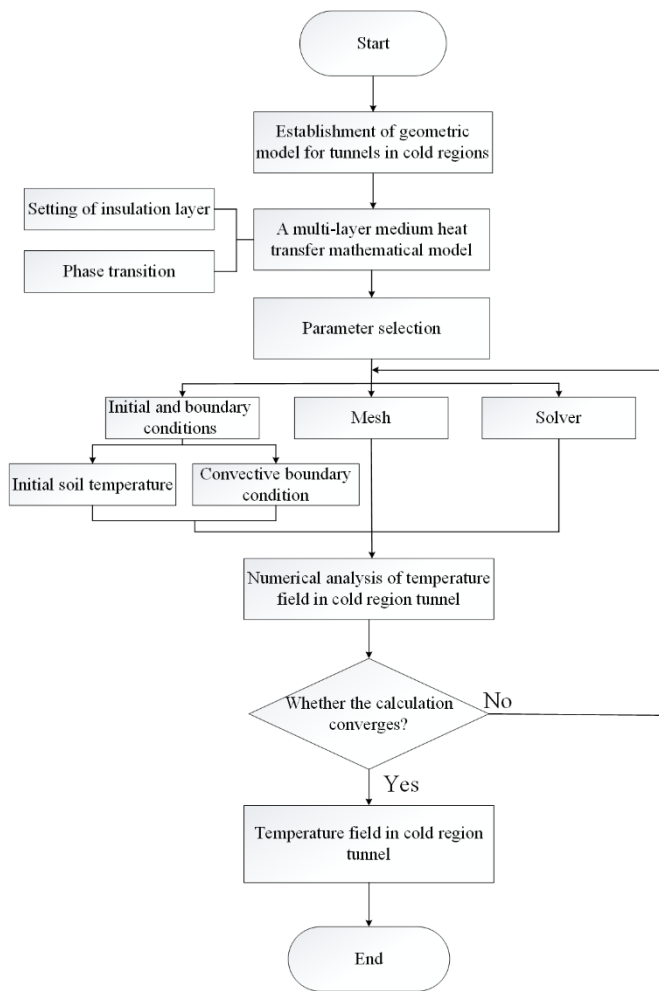 Start
Establishment of geometric
model for tunnels in cold regions
Setting of insulation layer
A multi-layer medium heat
transfer mathematical model
Phase transition
Parameter selection
Initial and boundary
conditions
Mesh
Solver
Initial soil temperature
Convective boundary
condition
Numerical analysis of temperature
field in cold region tunnel
Whether the calculation
converges?
No
Yes
Temperature field in cold region
tunnel
End